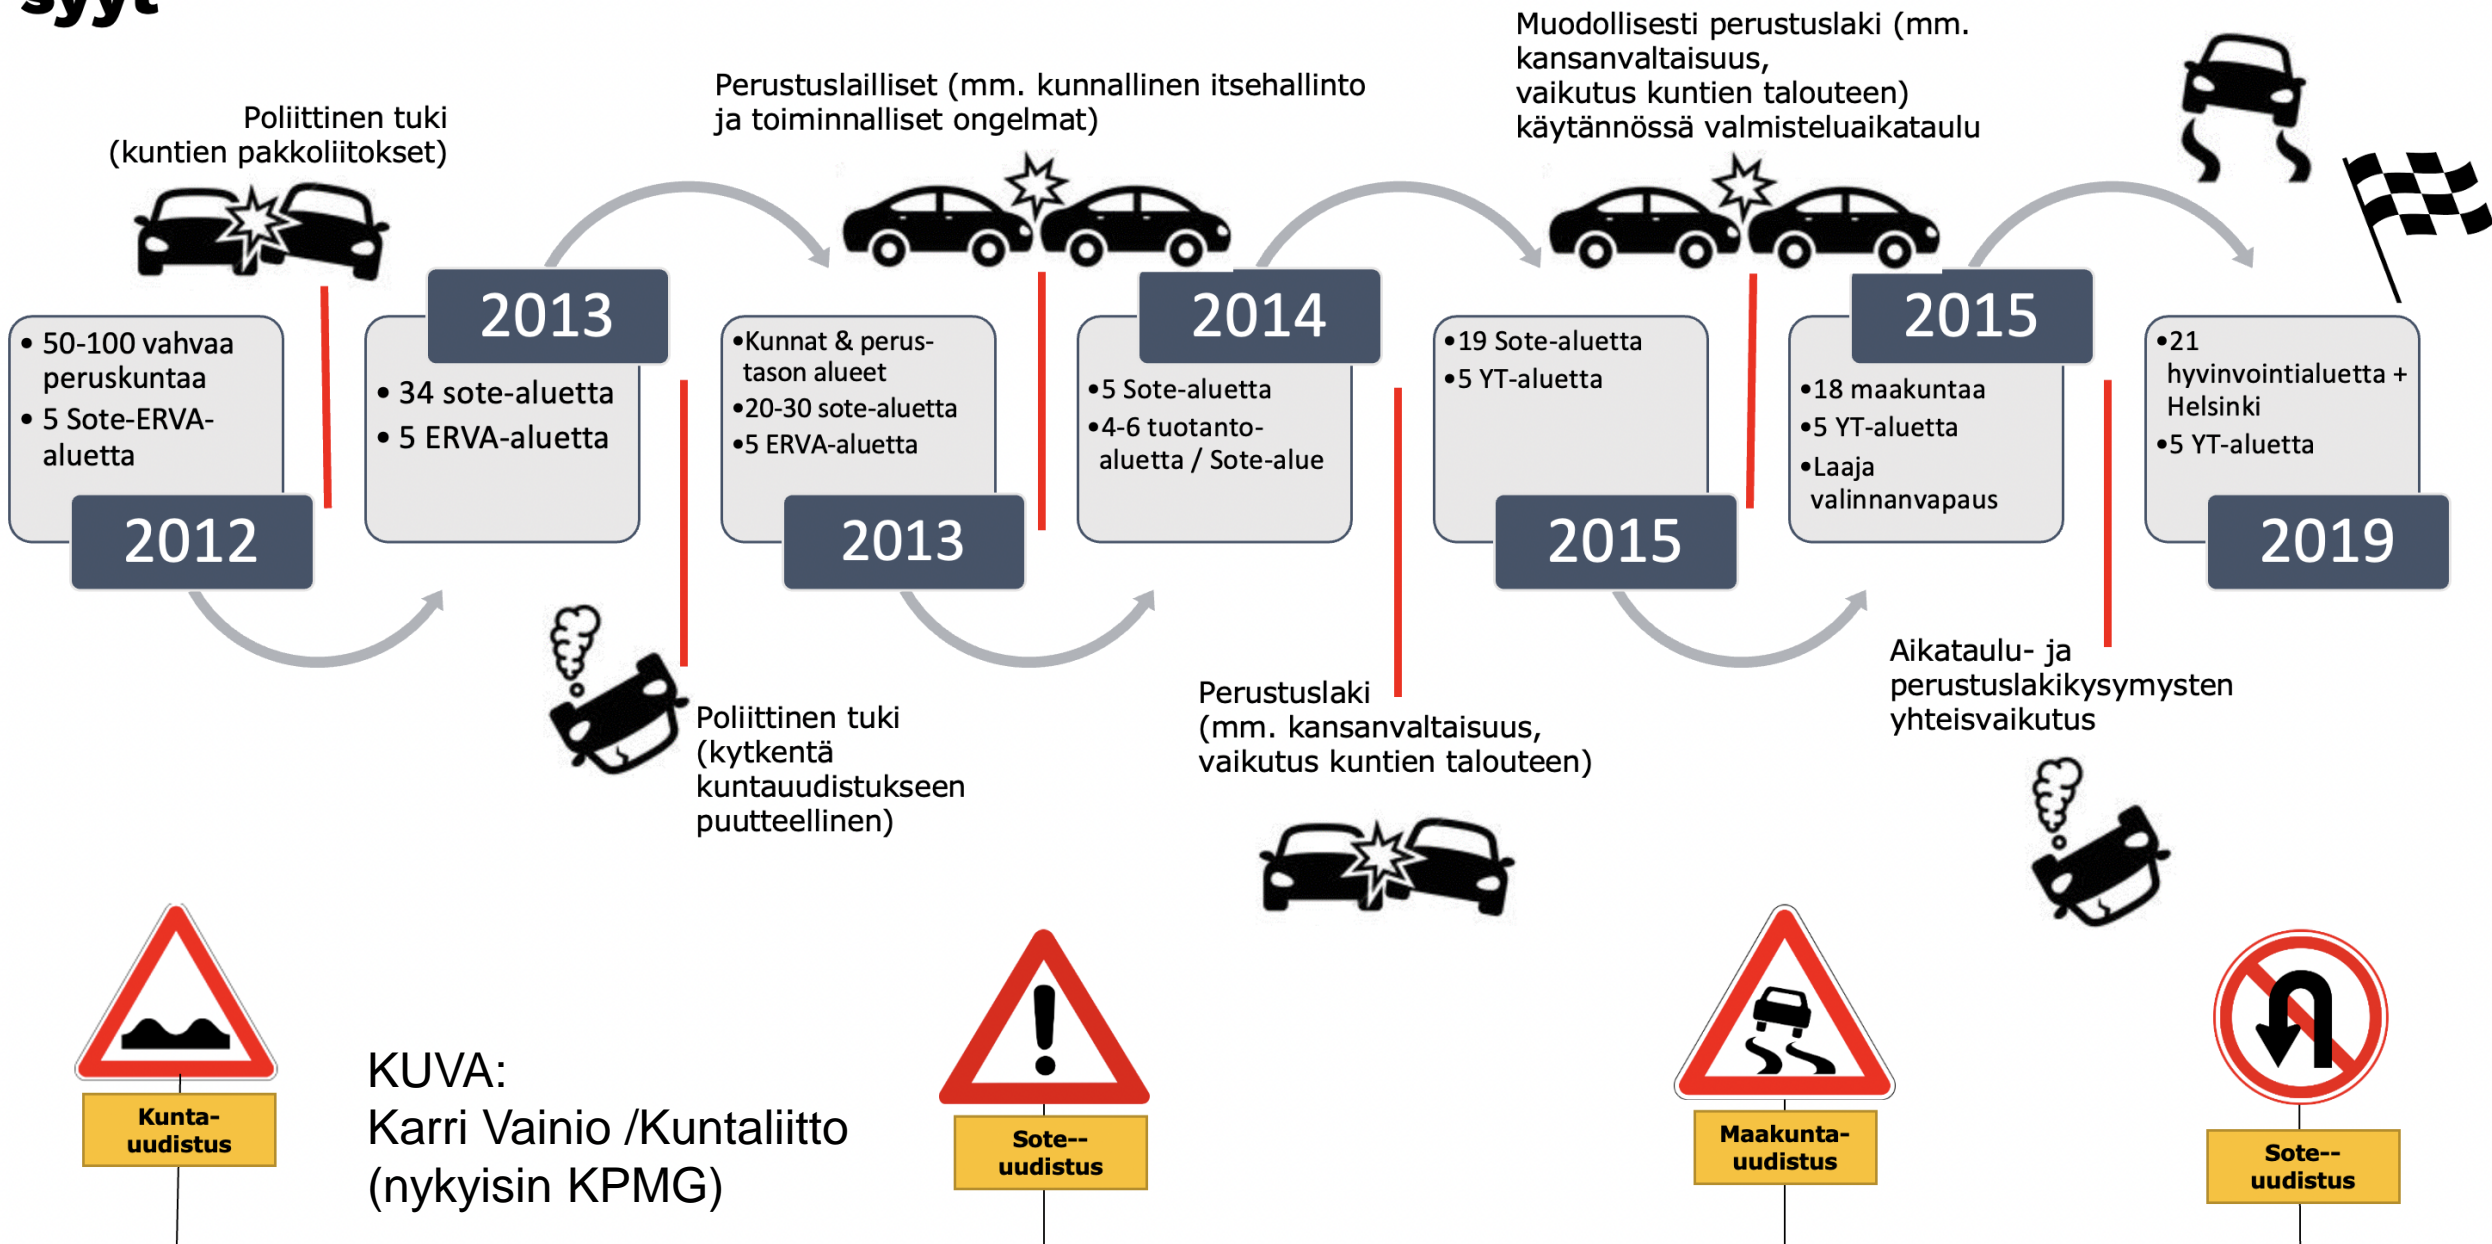 syyt
Poliittinen tuki
(kuntien pakkoliitokset)
Perustuslailliset (mm. kunnallinen itsehallinto
ja toiminnalliset ongelmat)
Muodollisesti perustuslaki (mm.
kansanvaltaisuus,
vaikutus kuntien talouteen)
käytännössä valmisteluaikataulu
• 50-100 vahvaa
peruskuntaa
• 5 Sote-ERVA-
aluetta
2012
2013
• 34 sote-aluetta
• 5 ERVA-aluetta
•Kunnat & perus-
tason alueet
•20-30 sote-aluetta
•5 ERVA-aluetta
2013
2014
•5 Sote-aluetta
•4-6 tuotanto-
aluetta / Sote-alue
•19 Sote-aluetta
•5 YT-aluetta
2015
2015
•18 maakuntaa
•5 YT-aluetta
•Laaja
valinnanvapaus
•21
hyvinvointialuetta +
Helsinki
•5 YT-aluetta
2019
Poliittinen tuki
(kytkentä
kuntauudistukseen
puutteellinen)
Perustuslaki
(mm. kansanvaltaisuus,
vaikutus kuntien talouteen)
Aikataulu- ja
perustuslakikysymysten
yhteisvaikutus
Kunta-
uudistus
KUVA:
Karri Vainio /Kuntaliitto
(nykyisin KPMG)
Sote--
uudistus
Maakunta-
uudistus
Sote--
uudistus